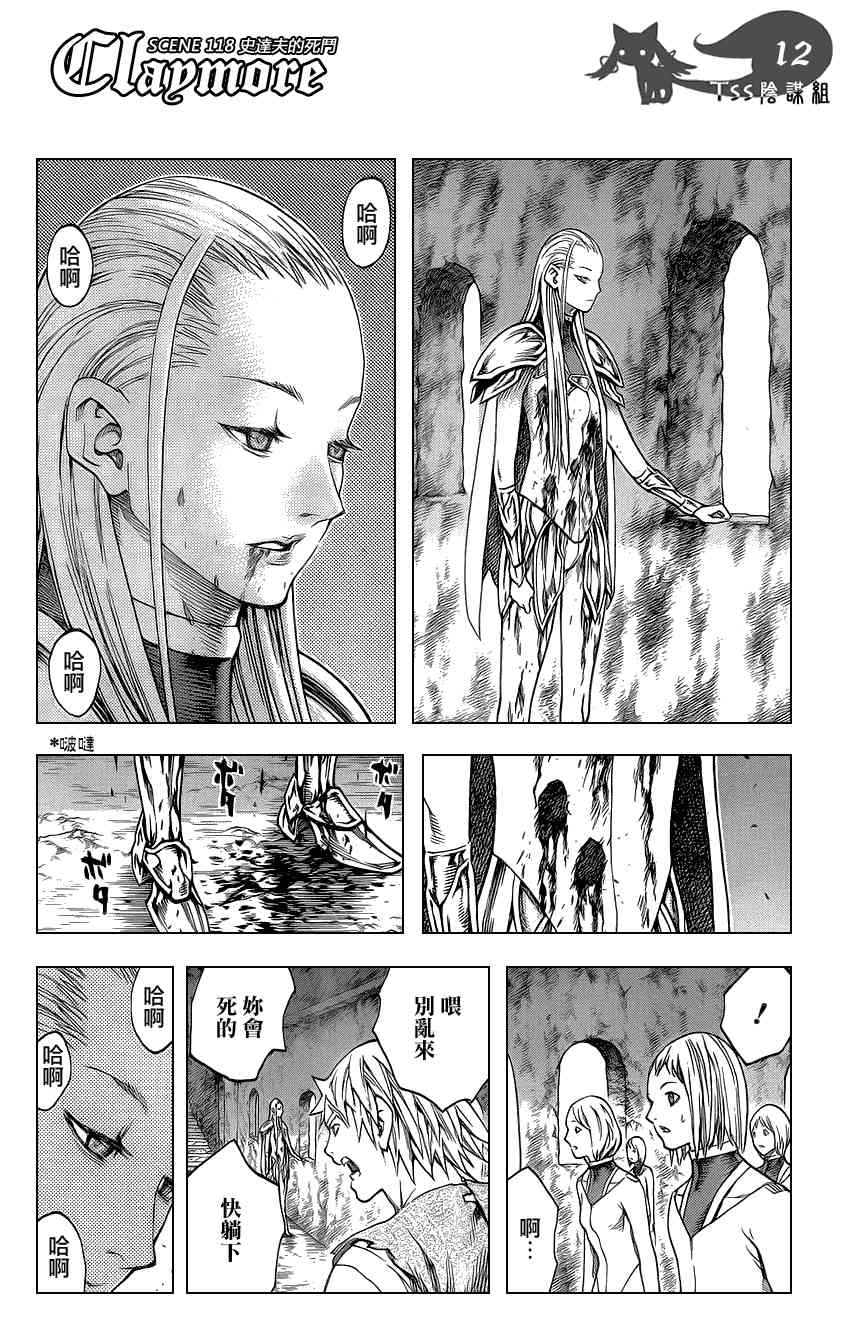 SCENE 118 史達夫的死鬥
Claymore
12
Tss陰謀組
哈啊
哈啊
哈啊
*啵噠
ボタ
ボタ
ボタ
！
啊…
喂
別亂來
妳會
死的
快躺下
哈啊
哈啊
哈啊